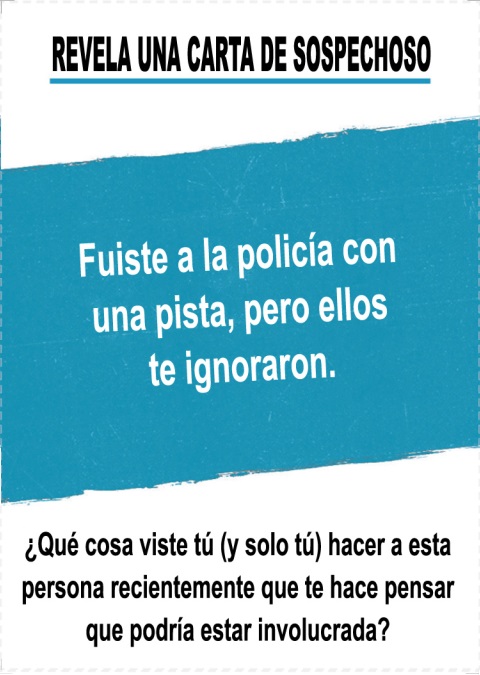 REVELA UNA CARTA DE SOSPECHOSO
Fuiste a la policía con
una pista, pero ellos
te ignoraron.
¿Qué cosa viste tú (y solo tú) hacer a esta
persona recientemente que te hace pensar
que podría estar involucrada?